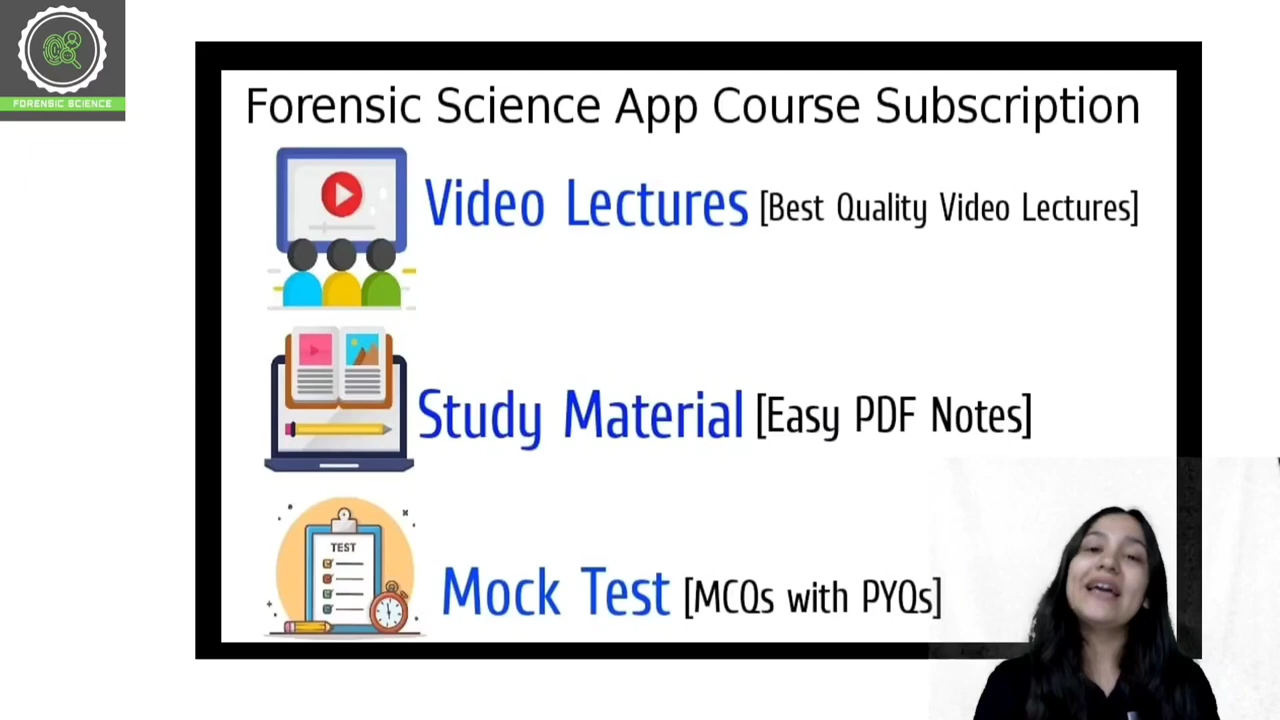 FORENSIC SCIENCE
Forensic Science App Course Subscription
Video Lectures [Best Quality Video Lectures]
Study Material [Easy PDF Notes]
TEST
Mock Test [MCQs with PYQs]